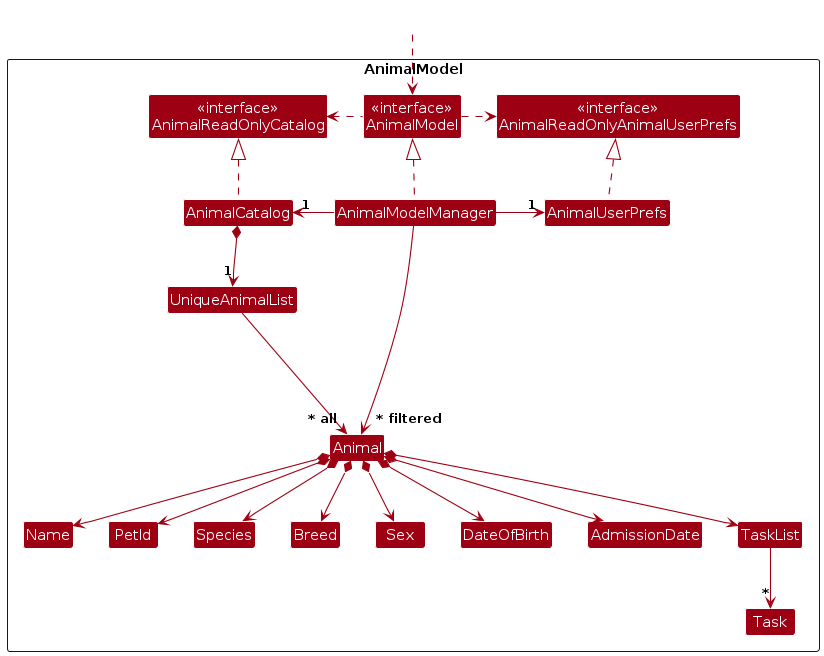 AnimalModel
«interface»
AnimalReadOnlyCatalog
«interface»
AnimalModel
«interface»
AnimalReadOnlyAnimalUserPrefs
AnimalCatalog
1
AnimalModelManager
1
AnimalUserPrefs
1
UniqueAnimalList
* all
* filtered
Animal
Name
PetId
Species
Breed
Sex
DateOfBirth
AdmissionDate
TaskList
*
Task